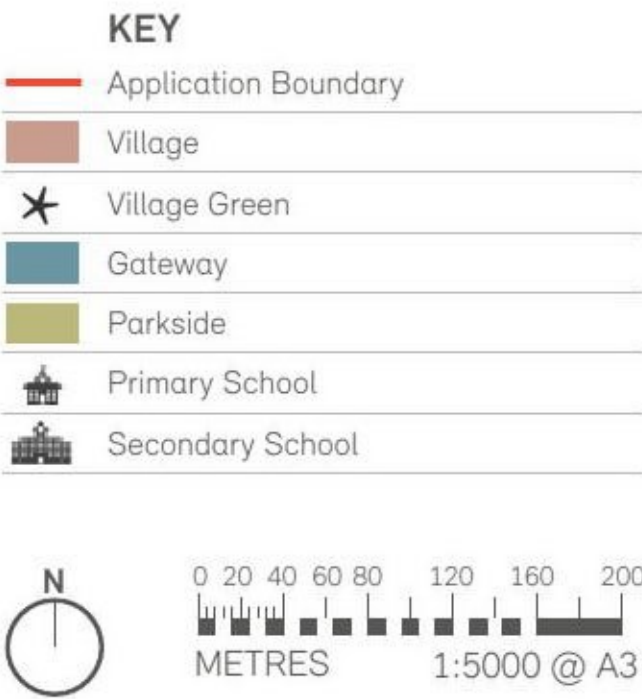 KEY
Application Boundary
Village
Village Green
Gateway
Parkside
Primary School
Secondary School
N
0 20 40 60 80 120 160 200
METRES 1:5000 @ A3